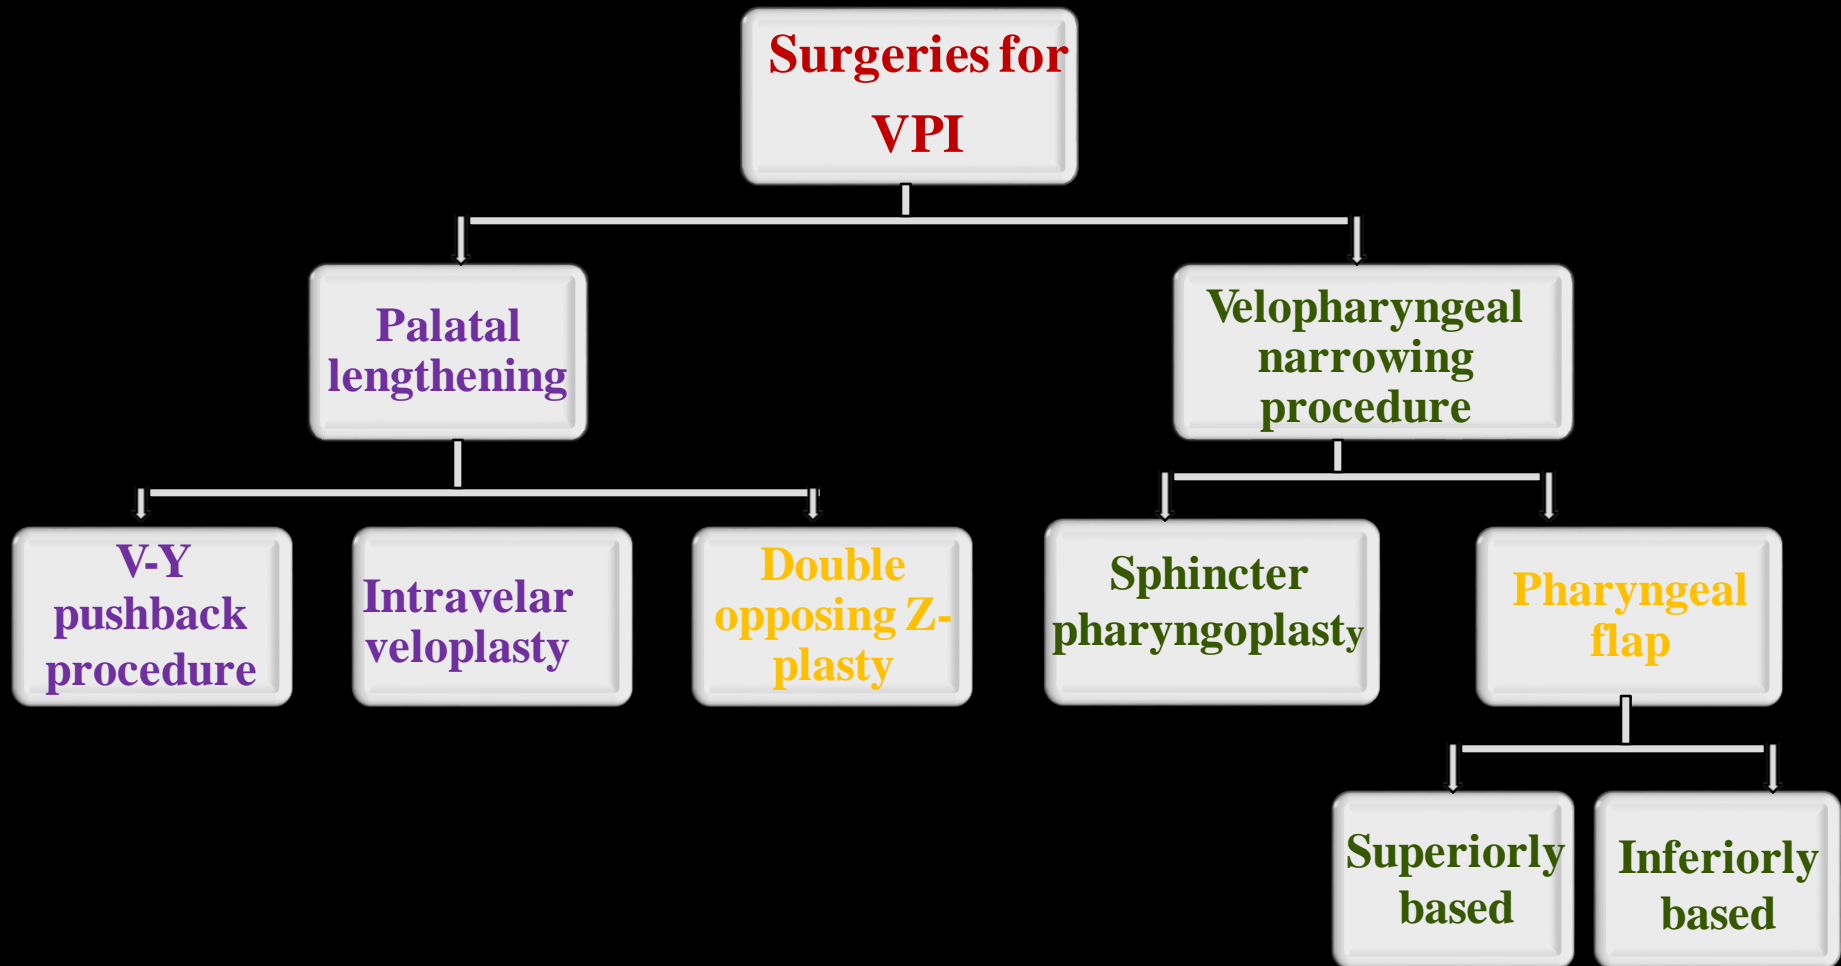 Surgeries for
VPI
Palatal
lengthening
Velopharyngeal
narrowing
procedure
V-Y
pushback
procedure
Intravelar
veloplasty
Double
opposing Z-
plasty
Sphincter
pharyngoplasty
Pharyngeal
flap
Superiorly
based
Inferiorly
based